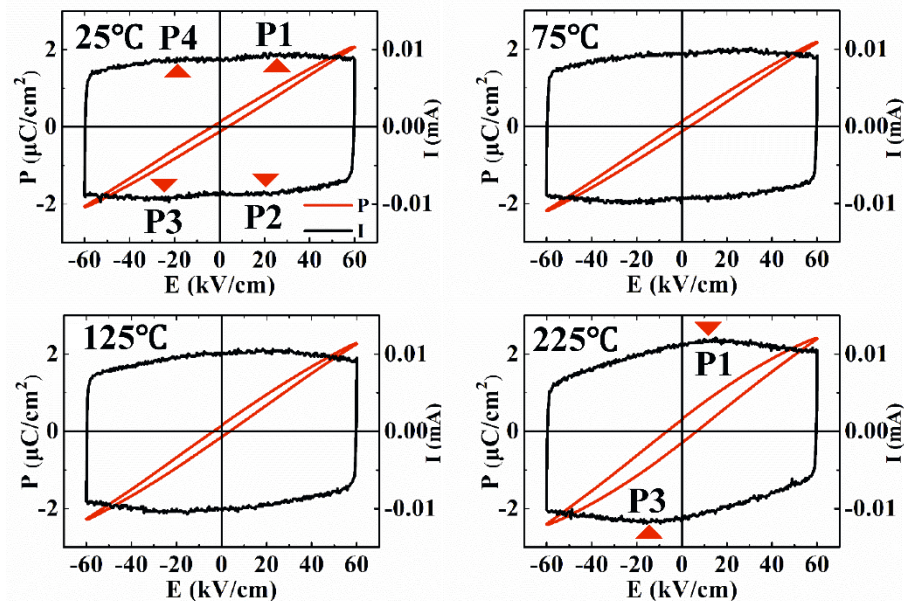 25℃
P4
P1
P3
P2
P
I
2
0
-2
0.01
0.00
-0.01
P (μC/cm²)
I (mA)
-60 -40 -20 0 20 40 60
E (kV/cm)
75℃
2
0
-2
0.01
0.00
-0.01
P (μC/cm²)
I (mA)
-60 -40 -20 0 20 40 60
E (kV/cm)
125℃
2
0
-2
0.01
0.00
-0.01
P (μC/cm²)
I (mA)
-60 -40 -20 0 20 40 60
E (kV/cm)
225℃
P1
P3
2
0
-2
0.01
0.00
-0.01
P (μC/cm²)
I (mA)
-60 -40 -20 0 20 40 60
E (kV/cm)